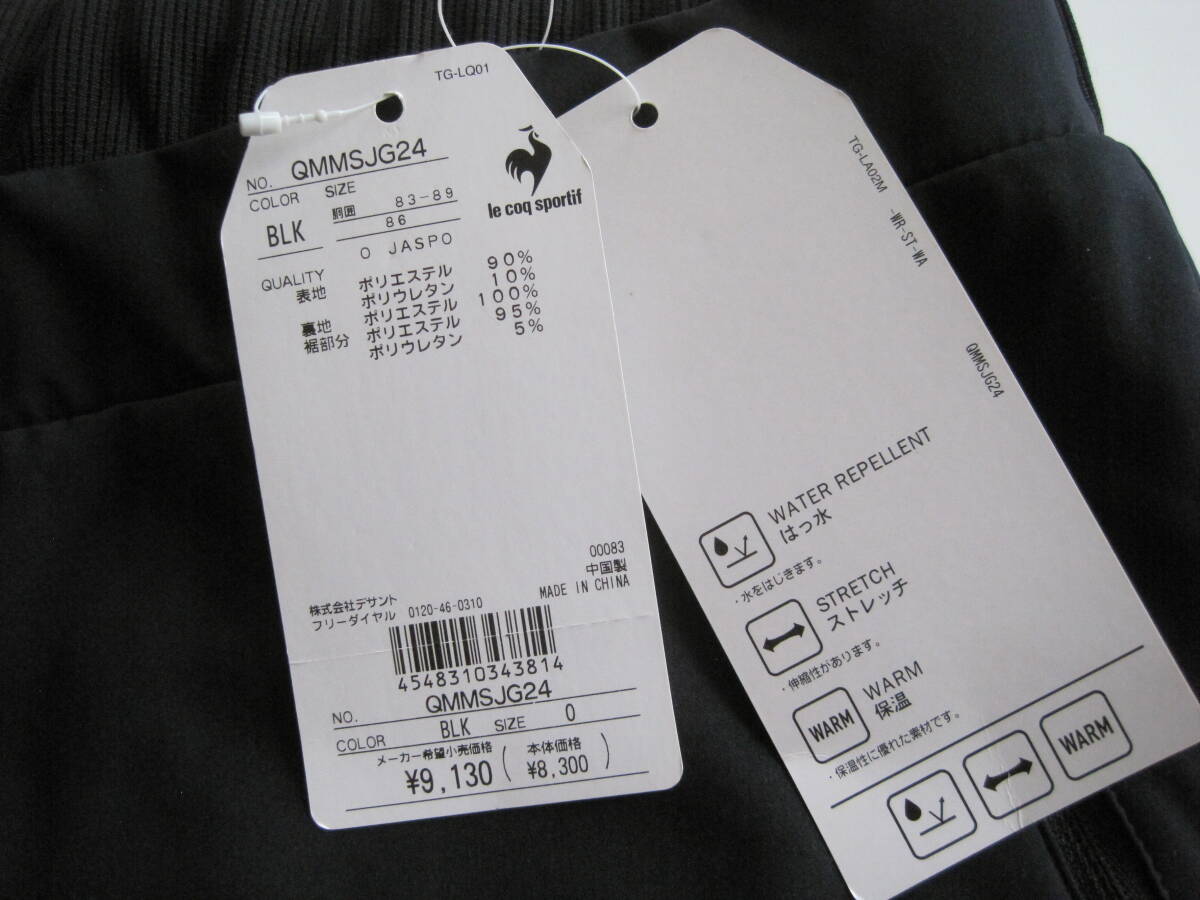 TG-LQ01
NO. QMMSJG24
COLOR SIZE
BLK 胴囲 83-89
86
O JASPO
le coq sportif
QUALITY
表地 ポリエステル 90%
ポリウレタン 10%
裏地 ポリエステル 100%
裾部分 ポリエステル 95%
ポリウレタン 5%
00083
中国製
MADE IN CHINA
株式会社デサント
フリーダイヤル 0120-46-0310
4548310343814
NO. QMMSJG24
COLOR BLK SIZE O
メーカー希望小売価格
¥9,130 (本体価格 ¥8,300)
TG-LA02M -WR-ST-WA
QMMSJG24
WATER REPELLENT
はっ水
・水をはじきます。
STRETCH
ストレッチ
・伸縮性があります。
WARM
WARM
保温
・保温性に優れた素材です。
WARM